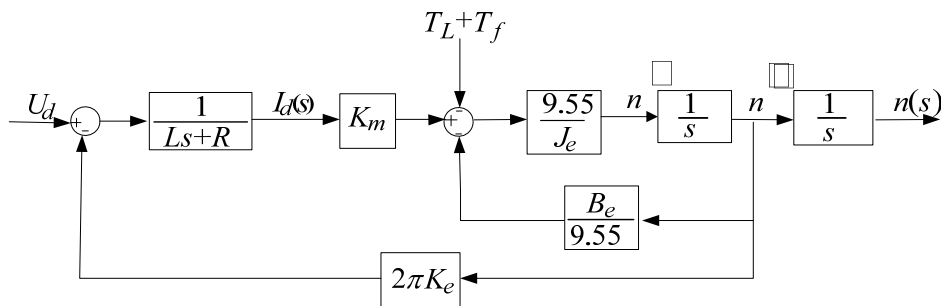 T_L+T_f
U_d
+
-
1
Ls+R
I_d(s)
K_m
-
+
-
9.55
J_e
n
1
s
n
1
s
n(s)
B_e
9.55
2πK_e